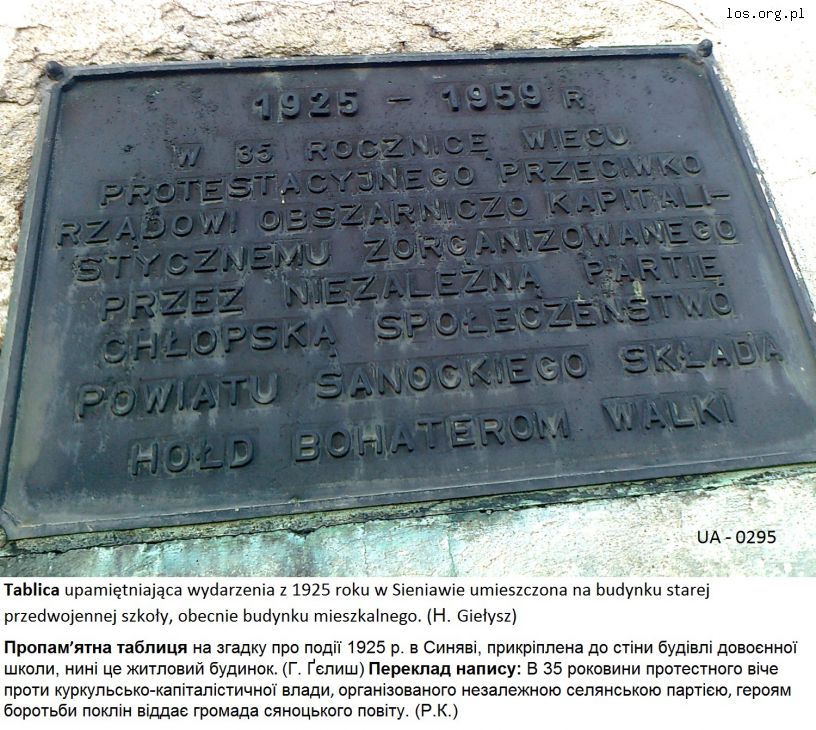 los.org.pl
1925 – 1959 R
W 35 ROCZNICĘ WIECU
PROTESTACYJNEGO PRZECIWKO
RZĄDOWI OBSZARNICZO KAPITALI-
STYCZNEMU ZORGANIZOWANEGO
PRZEZ NIEZALEŻNĄ PARTIĘ
CHŁOPSKĄ SPOŁECZEŃSTWO
POWIATU SANOCKIEGO SKŁADA
HOŁD BOHATEROM WALKI
UA - 0295
Tablica upamiętniająca wydarzenia z 1925 roku w Sieniawie umieszczona na budynku starej
przedwojennej szkoły, obecnie budynku mieszkalnego. (H. Giełysz)
Пропам’ятна таблиця на згадку про події 1925 р. в Синяві, прикріплена до стіни будівлі довоєнної
школи, нині це житловий будинок. (Г. Ґєлиш) Переклад напису: В 35 роковини протестного віче
проти куркульсько-капіталістичної влади, організованого незалежною селянською партією, героям
боротьби поклін віддає громада сяноцького повіту. (Р.К.)